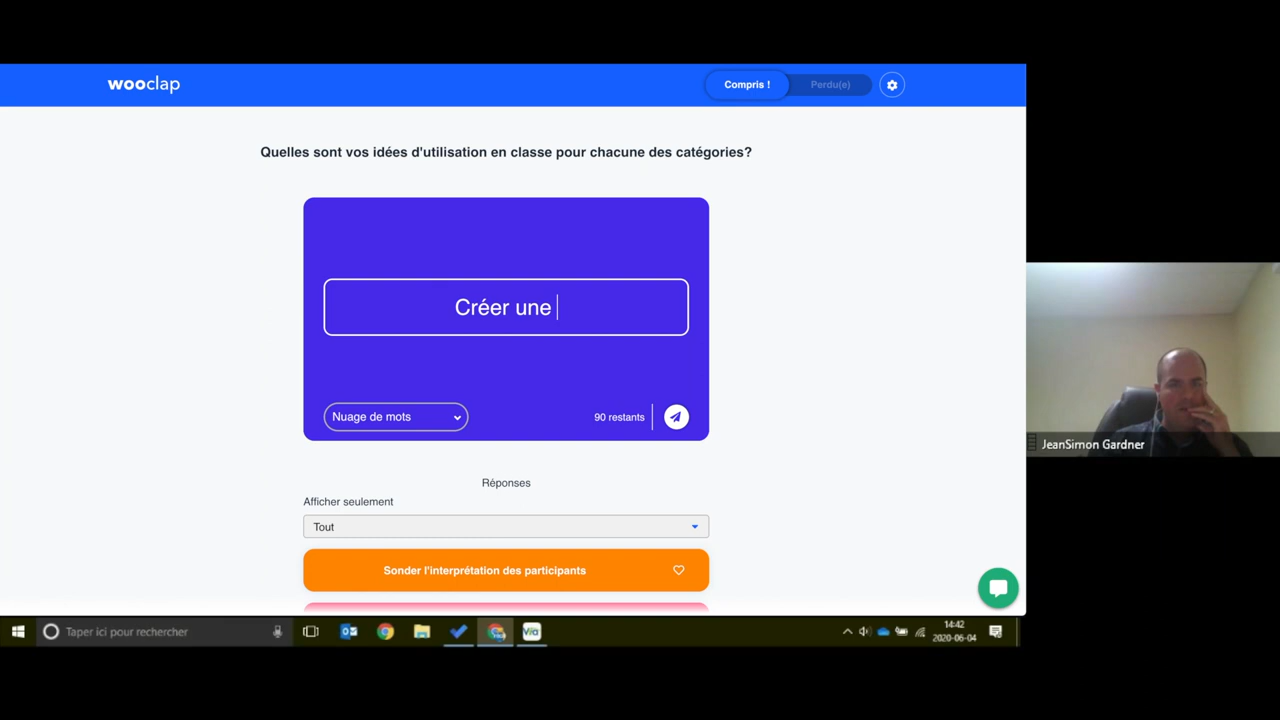 wooclap
Compris !
Perdu(e)
Quelles sont vos idées d'utilisation en classe pour chacune des catégories?
Créer une
Nuage de mots
90 restants
Réponses
Afficher seulement
Tout
Sonder l'interprétation des participants
JeanSimon Gardner
Taper ici pour rechercher
14:42
2020-06-04